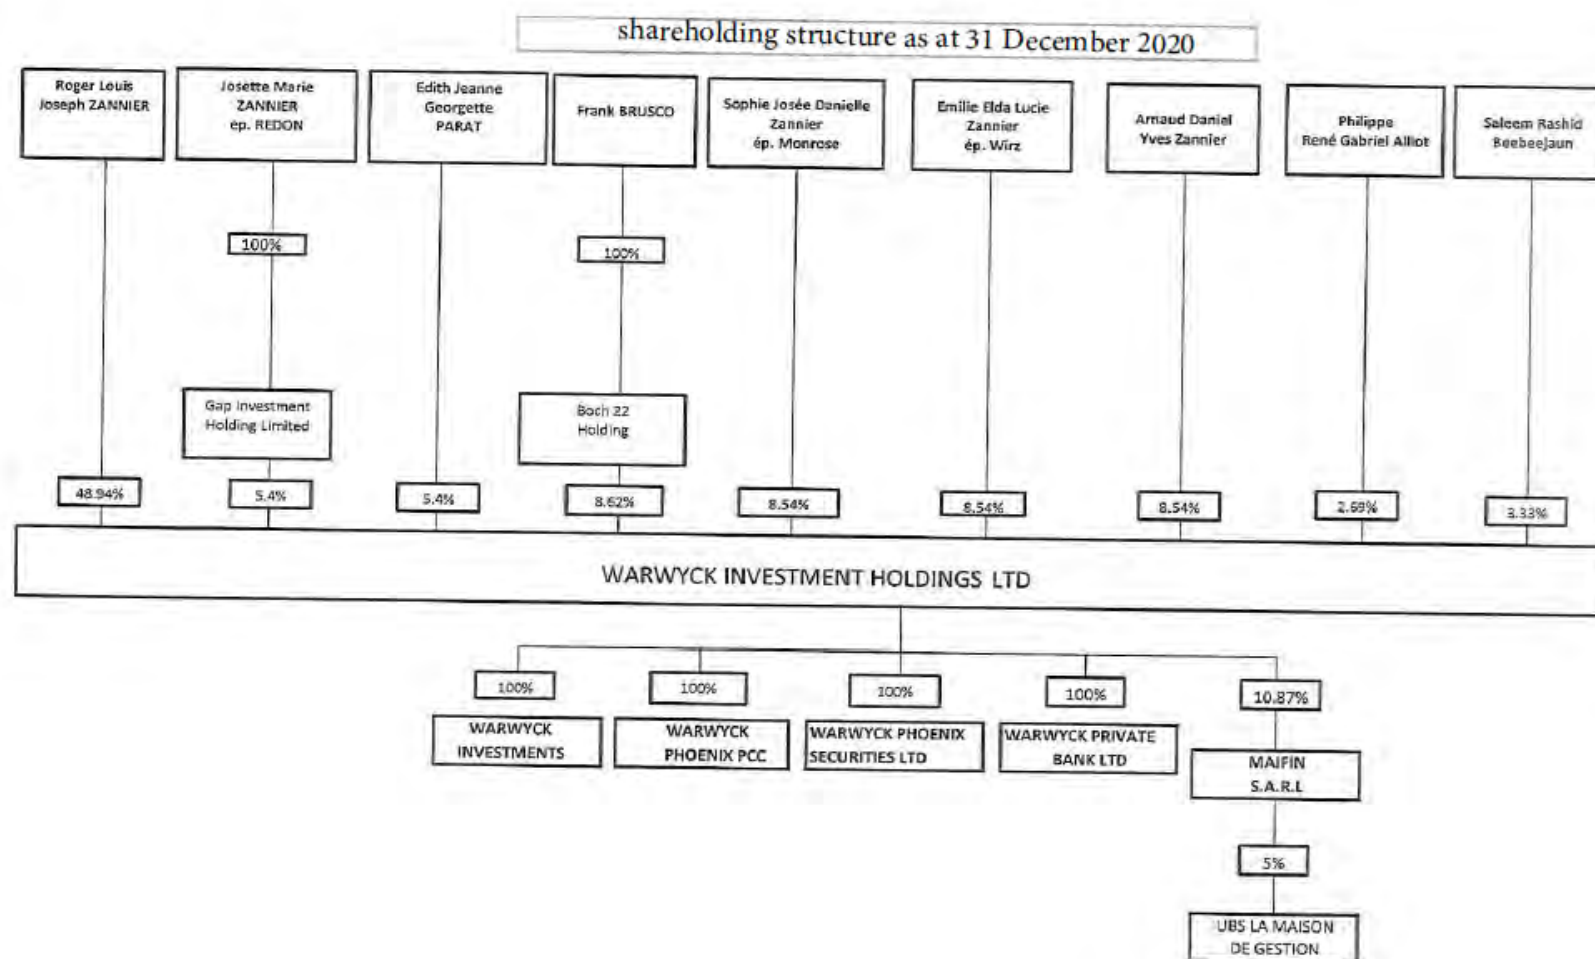 shareholding structure as at 31 December 2020
Roger Louis
Joseph ZANNIER
Josette Marie
ZANNIER
ep. REDON
Edith Jeanne
Georgette
PARAT
Frank BRUSCO
Sophie Josée Danielle
Zannier
ép. Monrose
Emilie Elda Lucie
Zannier
ép. Wirz
Arnaud Daniel
Yves Zannier
Philippe
René Gabriel Alliot
Saleem Rashid
Beebeejaun
100%
100%
Gap Investment
Holding Limited
Boch 22
Holding
48.94%
5.4%
5.4%
8.62%
8.54%
8.54%
8.54%
2.69%
3.33%
WARWYCK INVESTMENT HOLDINGS LTD
100%
100%
100%
100%
10.87%
WARWYCK
INVESTMENTS
WARWYCK
PHOENIX PCC
WARWYCK PHOENIX
SECURITIES LTD
WARWYCK PRIVATE
BANK LTD
MAIFIN
S.A.R.L
5%
UBS LA MAISON
DE GESTION